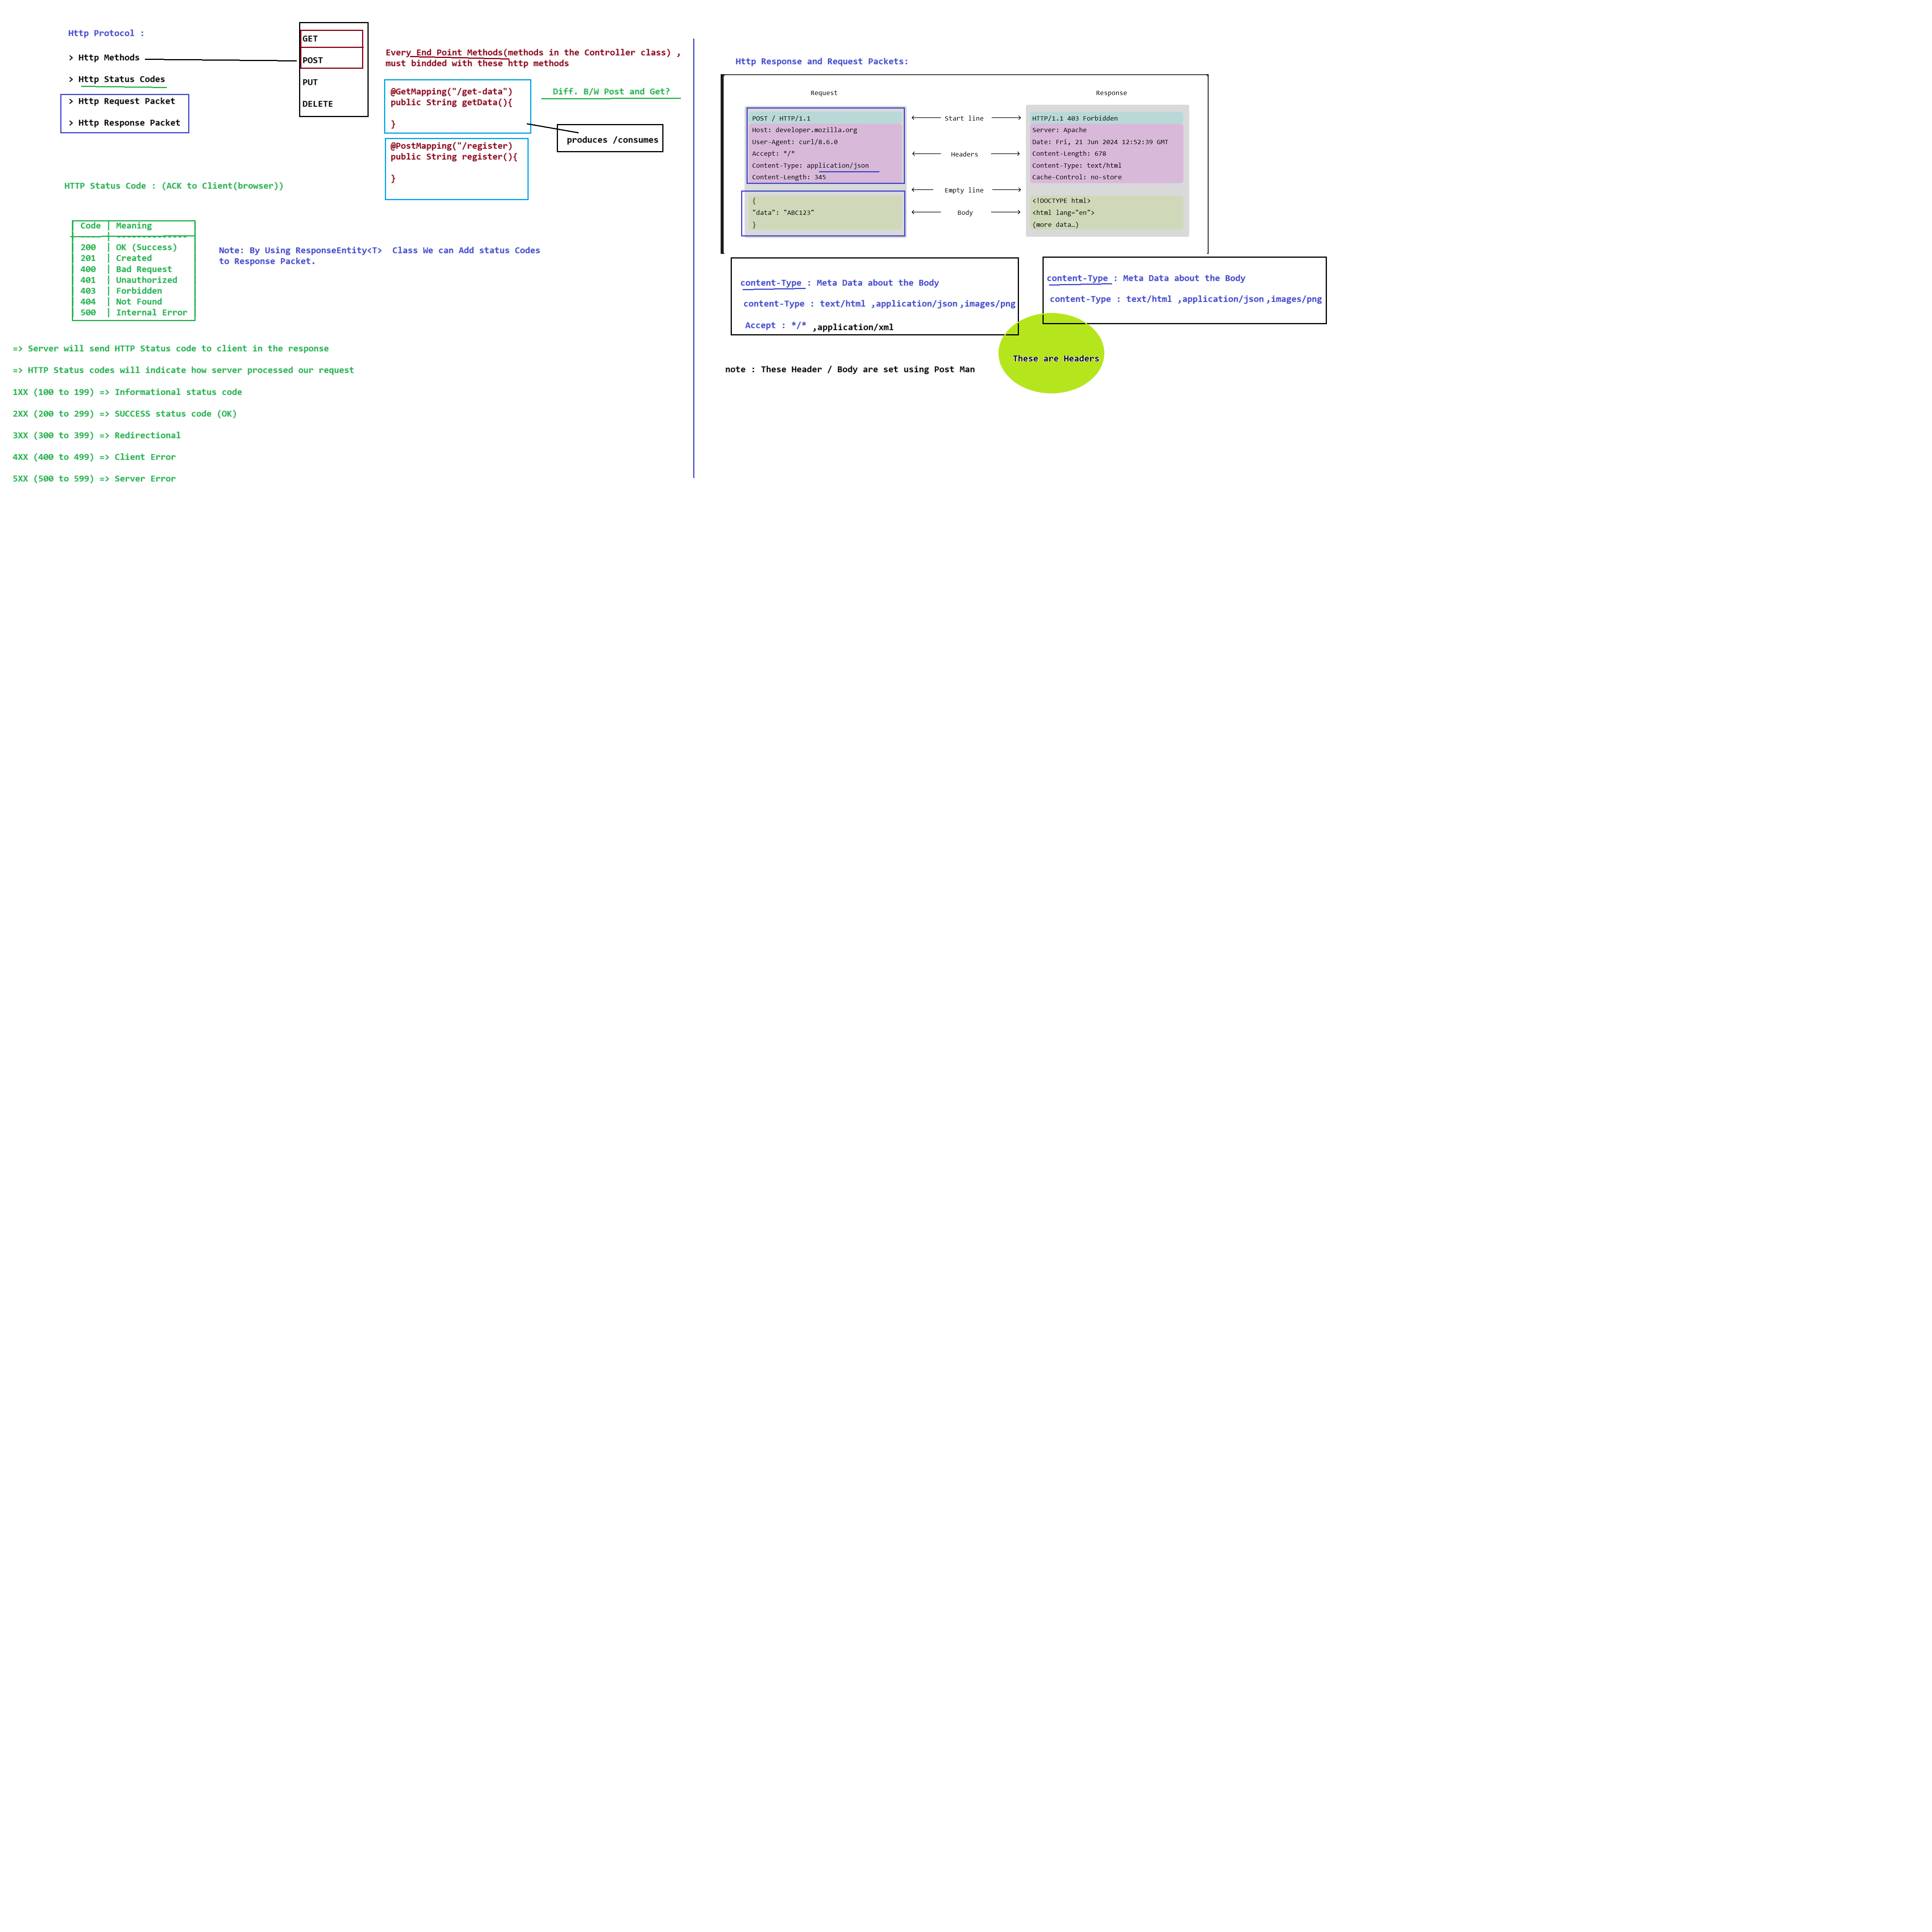 Http Protocol :
> Http Methods
> Http Status Codes
> Http Request Packet
> Http Response Packet
GET
POST
PUT
DELETE
Every End Point Methods(methods in the Controller class) ,
must bindded with these http methods
@GetMapping("/get-data")
public String getData(){
}
Diff. B/W Post and Get?
produces /consumes
@PostMapping("/register)
public String register(){
}
HTTP Status Code : (ACK to Client(browser))
Code | Meaning
-----|--------------
200 | OK (Success)
201 | Created
400 | Bad Request
401 | Unauthorized
403 | Forbidden
404 | Not Found
500 | Internal Error
Note: By Using ResponseEntity<T> Class We can Add status Codes
to Response Packet.
=> Server will send HTTP Status code to client in the response
=> HTTP Status codes will indicate how server processed our request
1XX (100 to 199) => Informational status code
2XX (200 to 299) => SUCCESS status code (OK)
3XX (300 to 399) => Redirectional
4XX (400 to 499) => Client Error
5XX (500 to 599) => Server Error
Http Response and Request Packets:
Request
POST / HTTP/1.1
Host: developer.mozilla.org
User-Agent: curl/8.6.0
Accept: "/"
Content-Type: application/json
Content-Length: 345
{
"data": "ABC123"
}
Start line
Headers
Empty line
Body
Response
HTTP/1.1 403 Forbidden
Server: Apache
Date: Fri, 21 Jun 2024 12:52:39 GMT
Content-Length: 678
Content-Type: text/html
Cache-Control: no-store
<!DOCTYPE html>
<html lang="en">
(more data…)
content-Type : Meta Data about the Body
content-Type : text/html ,application/json ,images/png
Accept : */* ,application/xml
content-Type : Meta Data about the Body
content-Type : text/html ,application/json ,images/png
These are Headers
note : These Header / Body are set using Post Man